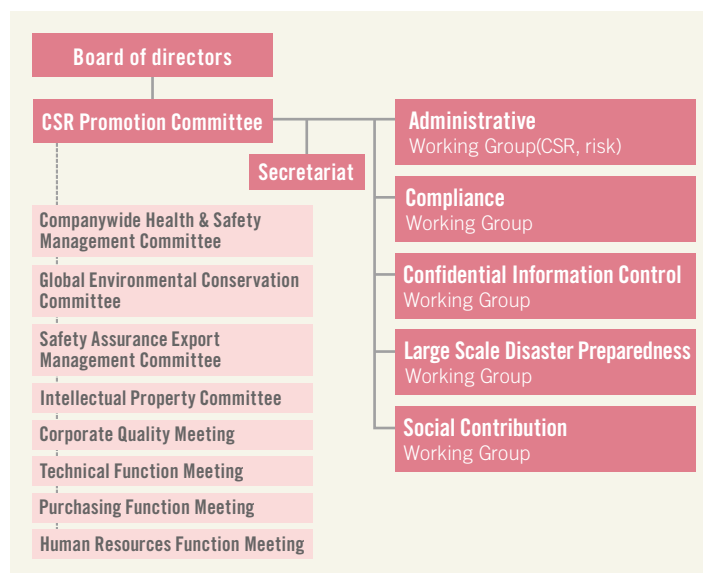 Board of directors
CSR Promotion Committee
Secretariat
Companywide Health & Safety
Management Committee
Global Environmental Conservation
Committee
Safety Assurance Export
Management Committee
Intellectual Property Committee
Corporate Quality Meeting
Technical Function Meeting
Purchasing Function Meeting
Human Resources Function Meeting
Administrative
Working Group(CSR, risk)
Compliance
Working Group
Confidential Information Control
Working Group
Large Scale Disaster Preparedness
Working Group
Social Contribution
Working Group